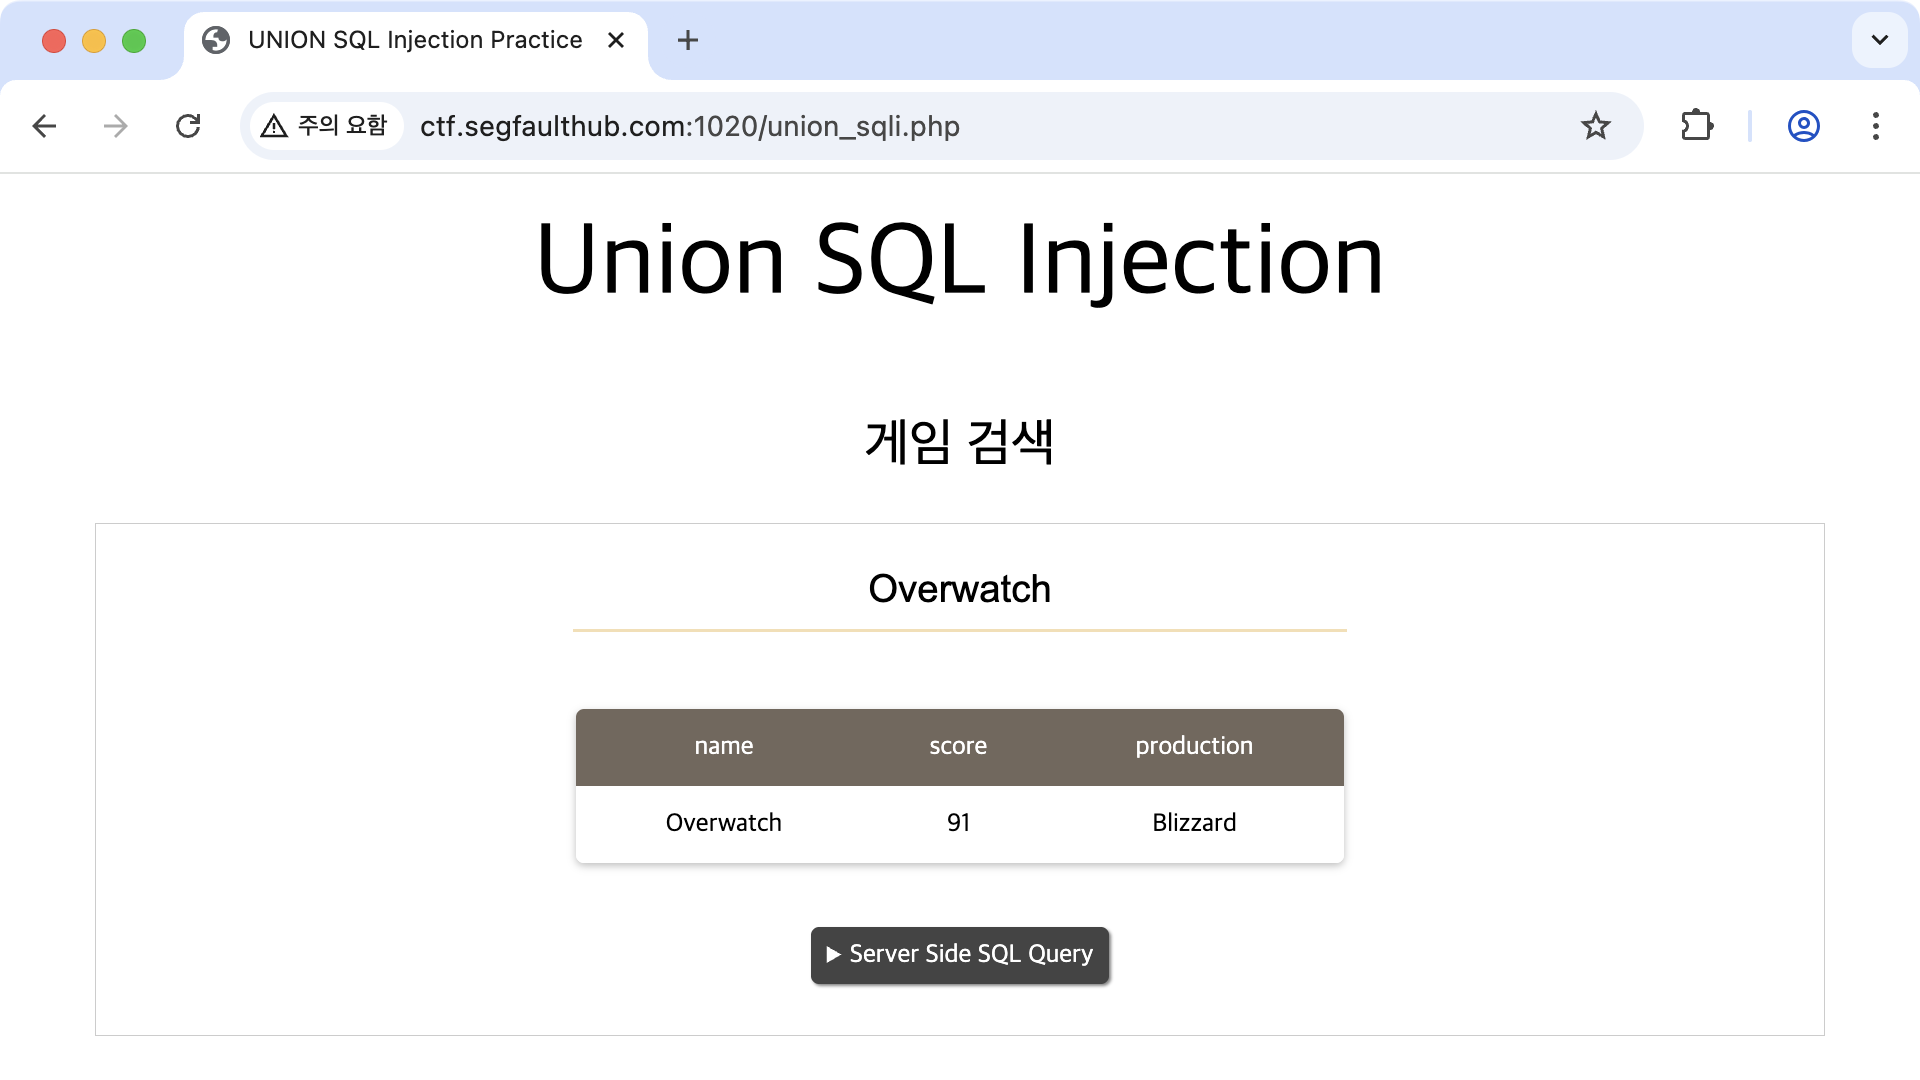 UNION SQL Injection Practice
주의 요함
ctf.segfaulthub.com:1020/union_sqli.php
Union SQL Injection
게임 검색
Overwatch
name score production
Overwatch 91 Blizzard
▶ Server Side SQL Query